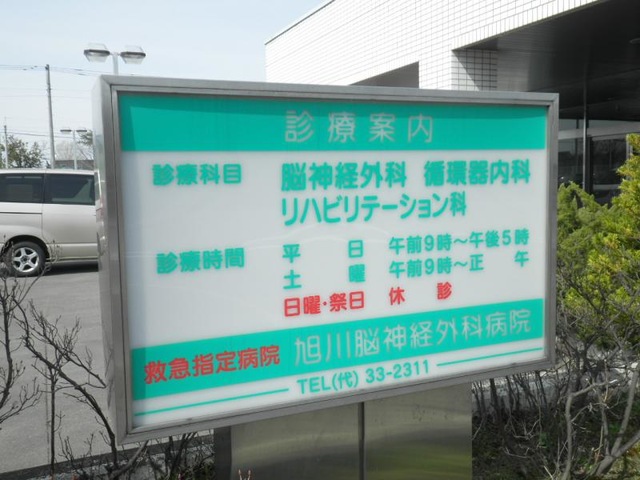 診療案内
診療科目 脳神経外科 循環器内科
リハビリテーション科
診療時間 平日 午前9時～午後5時
土曜 午前9時～正午
日曜・祭日 休診
救急指定病院 旭川脳神経外科病院
TEL(代) 33-2311